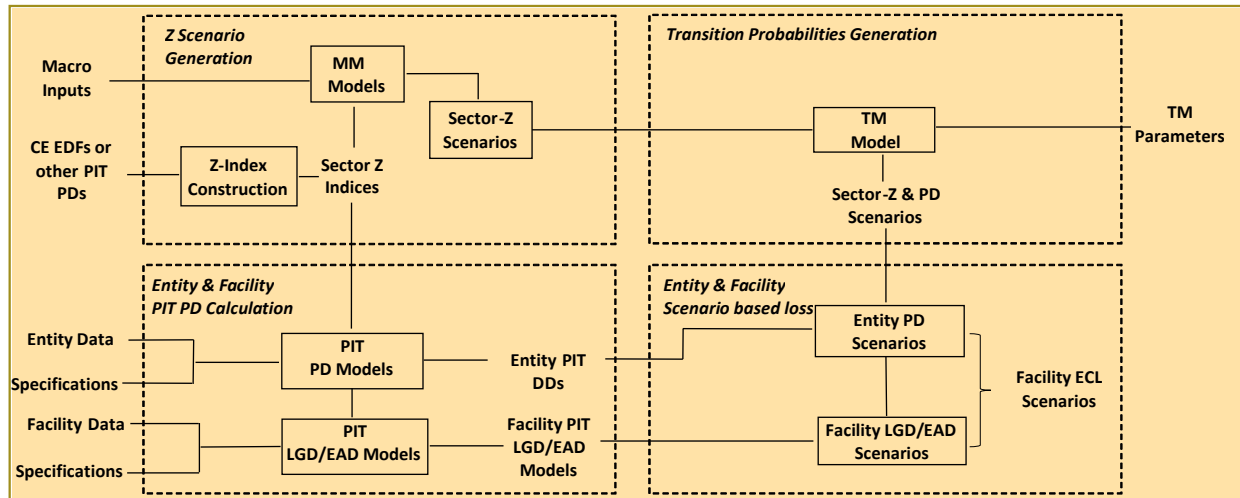 Z Scenario
Generation
Macro
Inputs
MM
Models
Sector-Z
Scenarios
CE EDFs or
other PIT
PDs
Z-Index
Construction
Sector Z
Indices
Transition Probabilities Generation
TM
Model
TM
Parameters
Sector-Z & PD
Scenarios
Entity & Facility
PIT PD Calculation
Entity Data
Specifications
PIT
PD Models
Entity PIT
DDs
Facility Data
Specifications
PIT
LGD/EAD Models
Facility PIT
LGD/EAD
Models
Entity & Facility
Scenario based loss
Entity PD
Scenarios
Facility LGD/EAD
Scenarios
Facility ECL
Scenarios